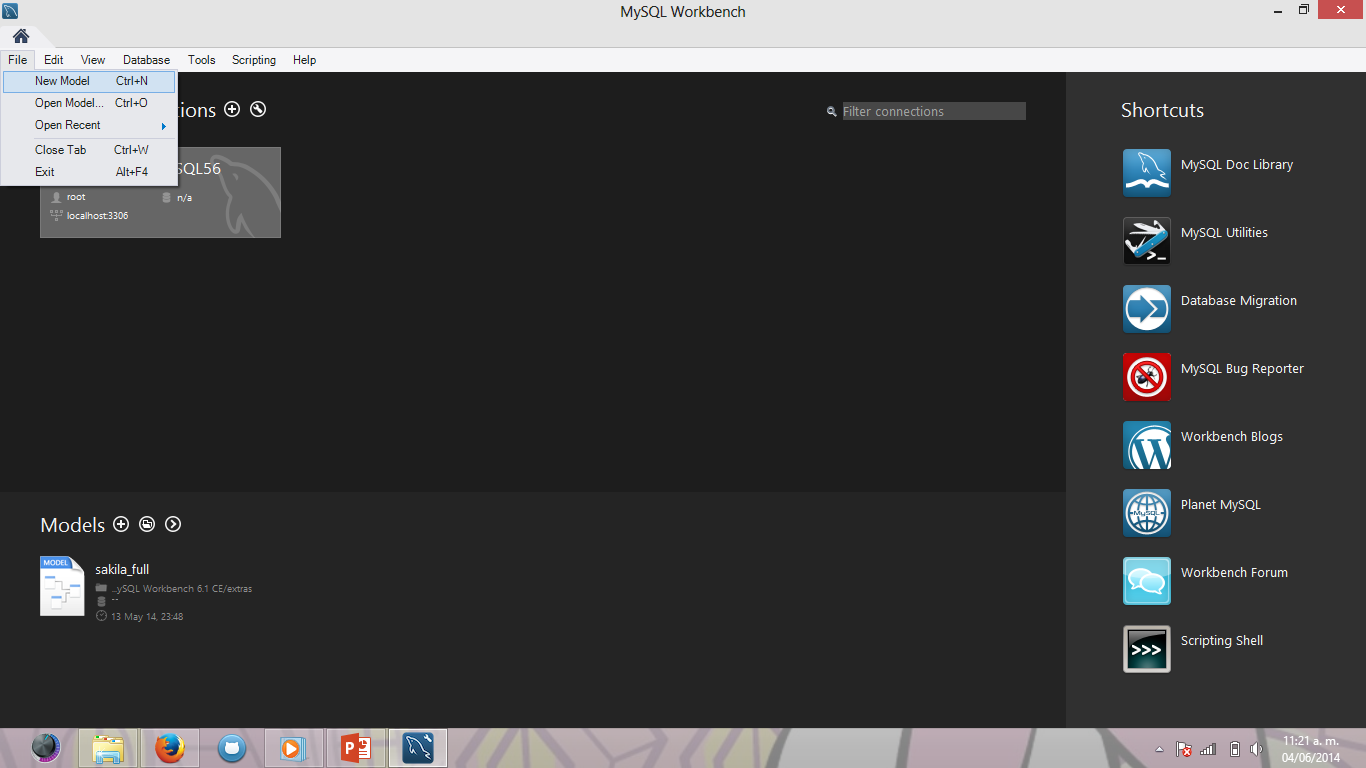 MySQL Workbench
File Edit View Database Tools Scripting Help
New Model Ctrl+N
Open Model... Ctrl+O
Open Recent
Close Tab Ctrl+W
Exit Alt+F4
tions
Filter connections
SQL56
root
n/a
localhost:3306
Shortcuts
MySQL Doc Library
MySQL Utilities
Database Migration
MySQL Bug Reporter
Workbench Blogs
Planet MySQL
MySQL
Workbench Forum
Scripting Shell
>_
>>>
Models
MODEL
sakila_full
..ySQL Workbench 6.1 CE/extras
--
13 May 14, 23:48
11:21 a. m.
04/06/2014